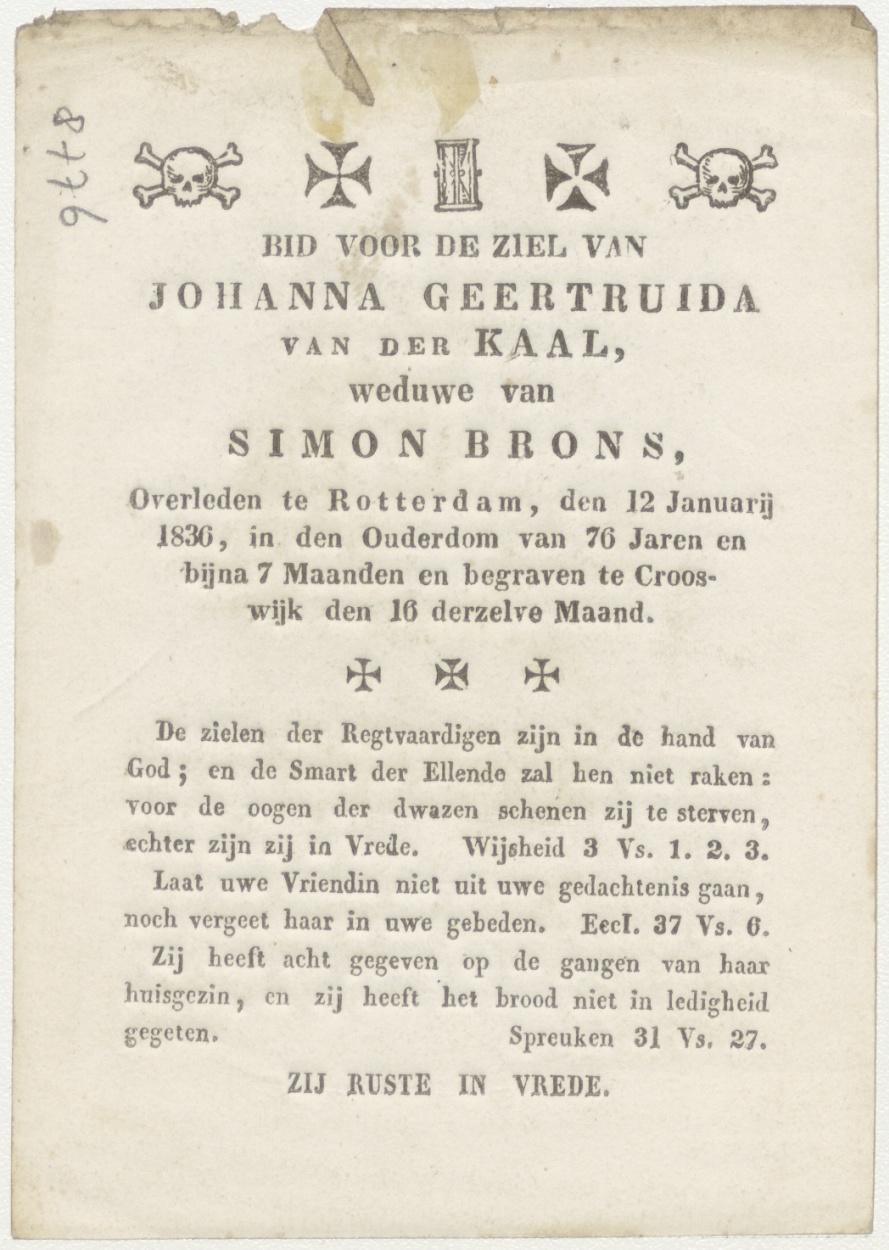 8776
BID VOOR DE ZIEL VAN
JOHANNA GEERTRUIDA
VAN DER KAAL,
weduwe van
SIMON BRONS,
Overleden te Rotterdam, den 12 Januarij
1836, in den Ouderdom van 76 Jaren en
bijna 7 Maanden en begraven te Croos-
wijk den 16 derzelve Maand.
De zielen der Regtvaardigen zijn in de hand van
God; en de Smart der Ellende zal hen niet raken:
voor de oogen der dwazen schenen zij te sterven,
echter zijn zij in Vrede. Wijsheid 3 Vs. 1. 2. 3.
Laat uwe Vriendin niet uit uwe gedachtenis gaan,
noch vergeet haar in uwe gebeden. Eccl. 37 Vs. 6.
Zij heeft acht gegeven op de gangen van haar
huisgezin, en zij heeft het brood niet in ledigheid
gegeten. Spreuken 31 Vs. 27.
ZIJ RUSTE IN VREDE.